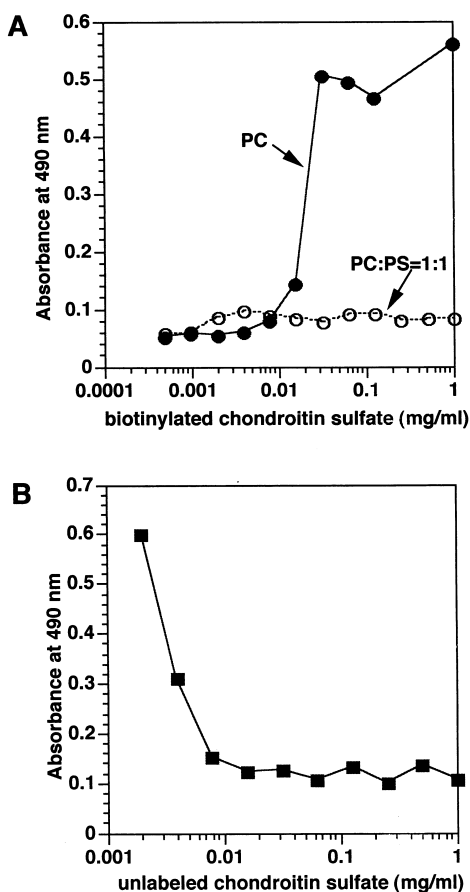 A
0.6
0.5
0.4
0.3
0.2
0.1
0
Absorbance at 490 nm
PC
PC:PS=1:1
0.0001 0.001 0.01 0.1 1
biotinylated chondroitin sulfate (mg/ml)
B
0.7
0.6
0.5
0.4
0.3
0.2
0.1
0
Absorbance at 490 nm
0.001 0.01 0.1 1
unlabeled chondroitin sulfate (mg/ml)